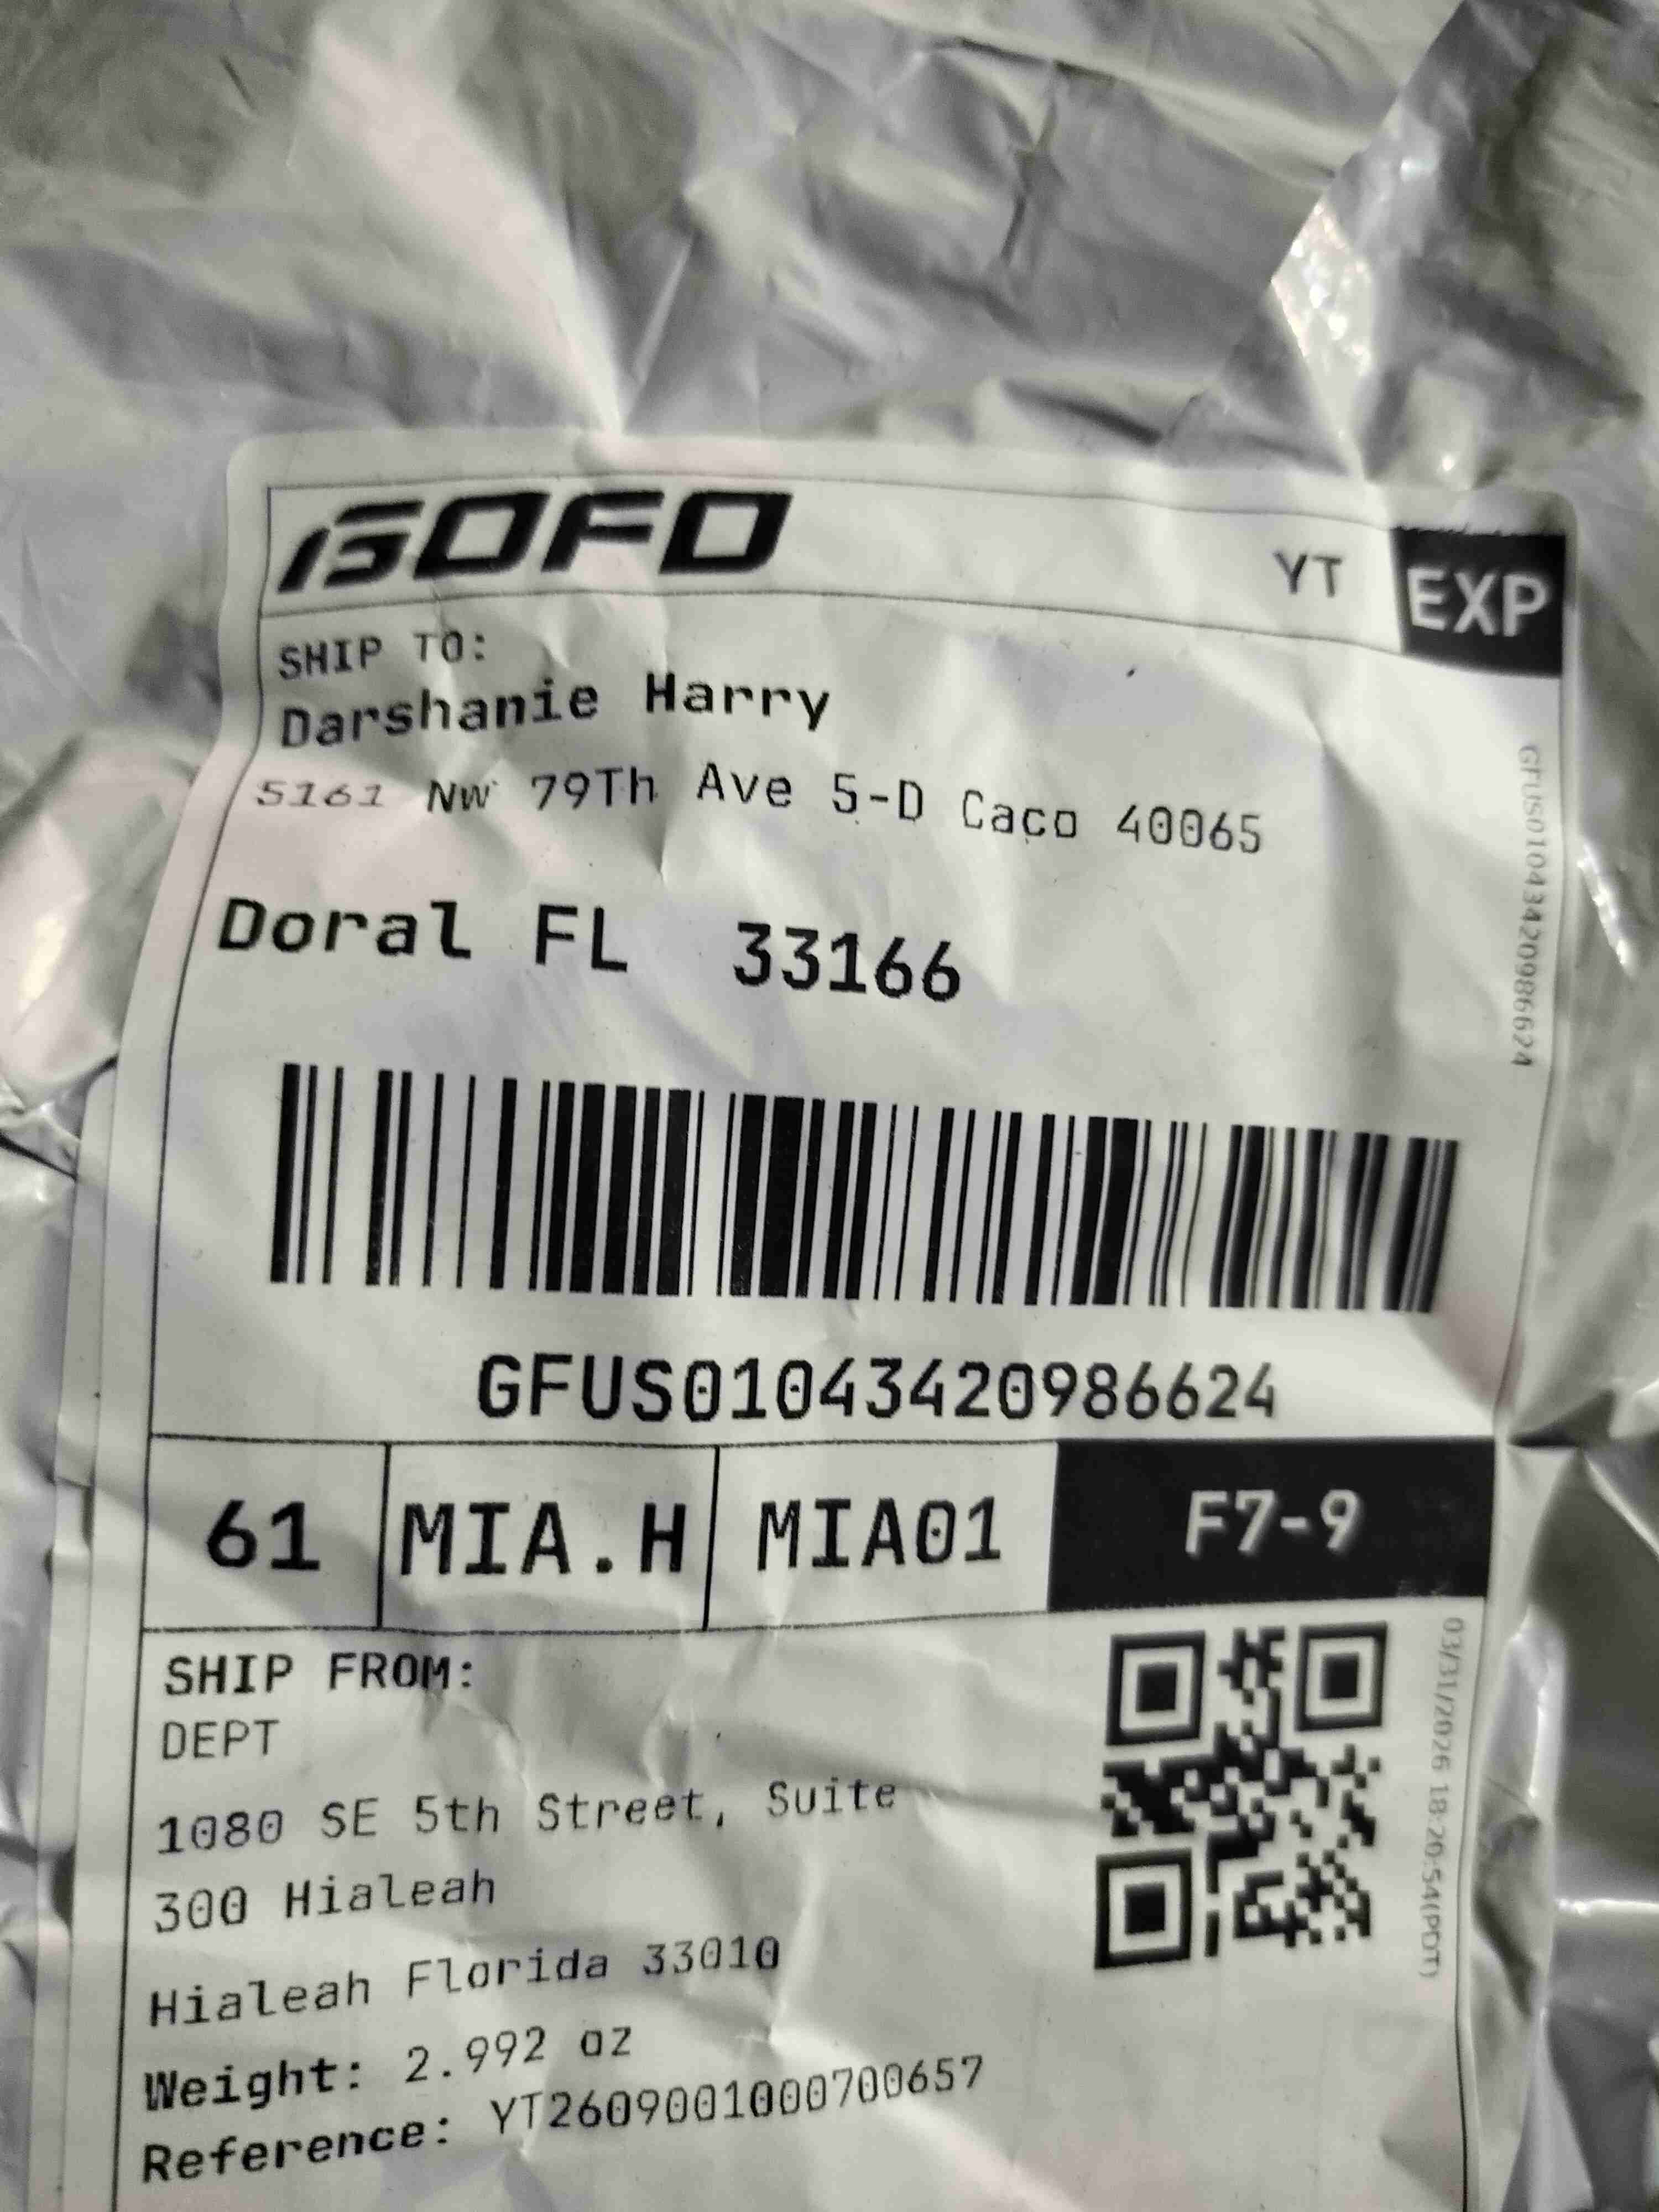 GOFO
YT EXP
SHIP TO:
Darshanie Harry
5161 Nw 79Th Ave 5-D Caco 40065
Doral FL 33166
GFUS01043420986624
GFUS01043420986624
61 MIA.H MIA01 F7-9
SHIP FROM:
DEPT
1080 SE 5th Street, Suite
300 Hialeah
Hialeah Florida 33010
03/31/2026 18:20:54(PDT)
Weight: 2.992 oz
Reference: YT2609001000700657